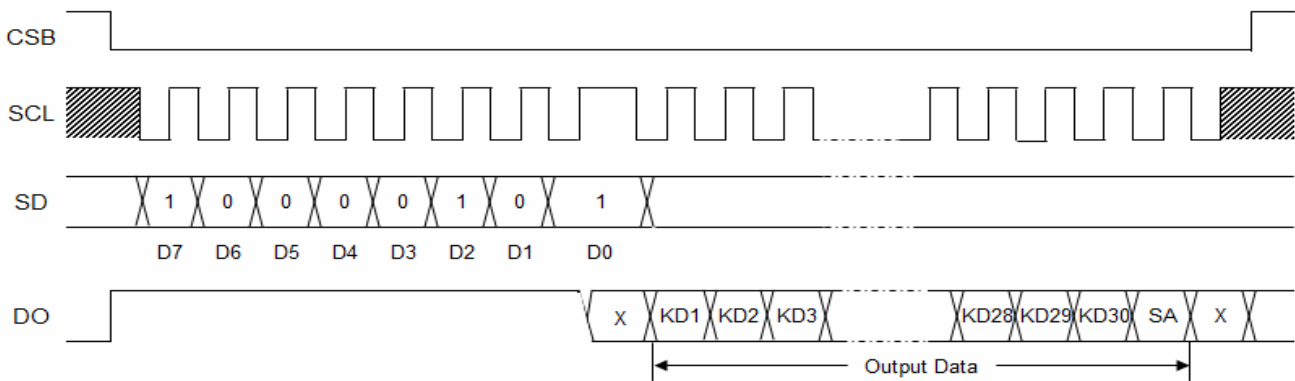 CSB
SCL
SD
1 0 0 0 0 1 0 1
D7 D6 D5 D4 D3 D2 D1 D0
DO
X KD1 KD2 KD3 KD28 KD29 KD30 SA X
Output Data